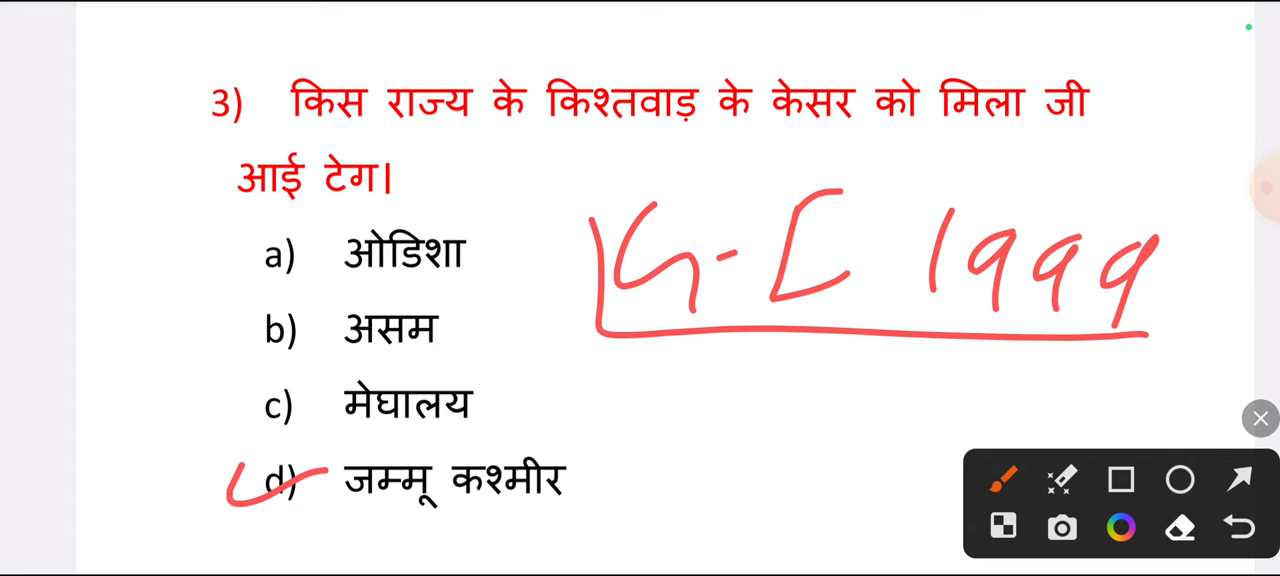 3) किस राज्य के किश्तवाड़ के केसर को मिला जी
आई टेग।
G-I 1999
a) ओडिशा
b) असम
c) मेघालय
d) जम्मू कश्मीर